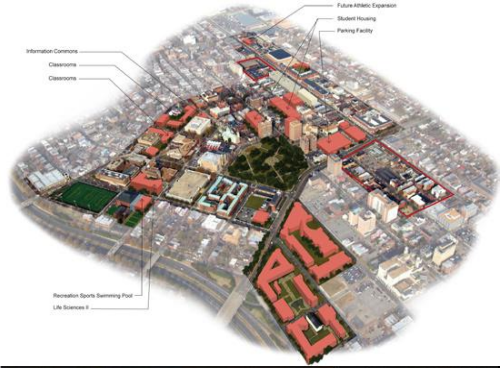 Future Athletic Expansion
Student Housing
Parking Facility
Information Commons
Classrooms
Classrooms
Recreation Sports Swimming Pool
Life Sciences II